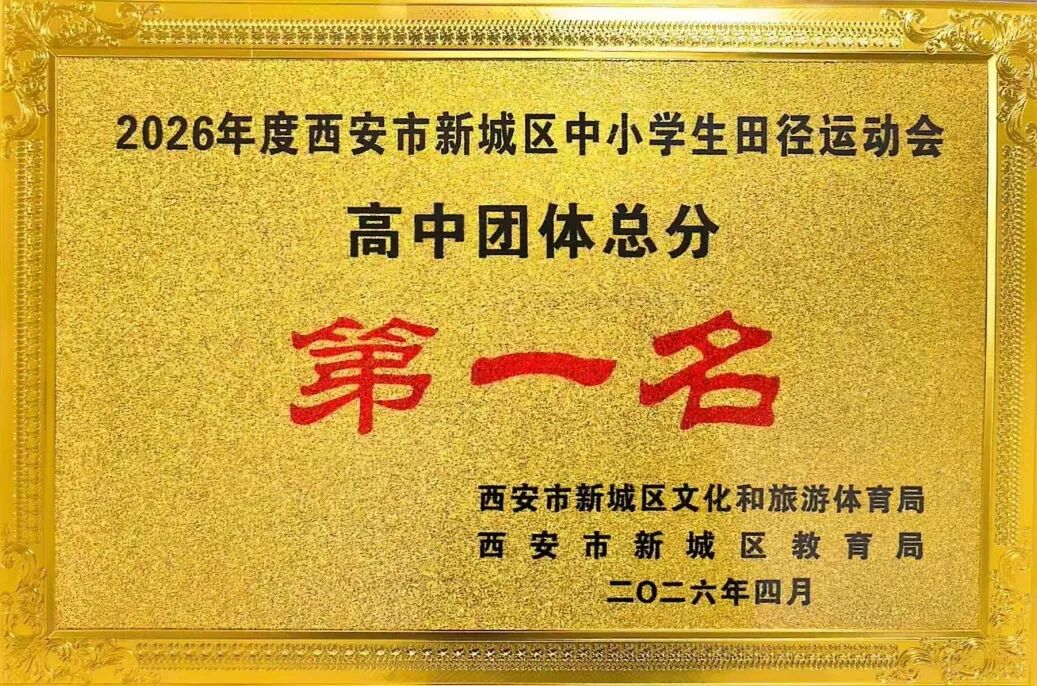 2026年度西安市新城区中小学生田径运动会
高中团体总分
第一名
西安市新城区文化和旅游体育局
西安市新城区教育局
二〇二六年四月